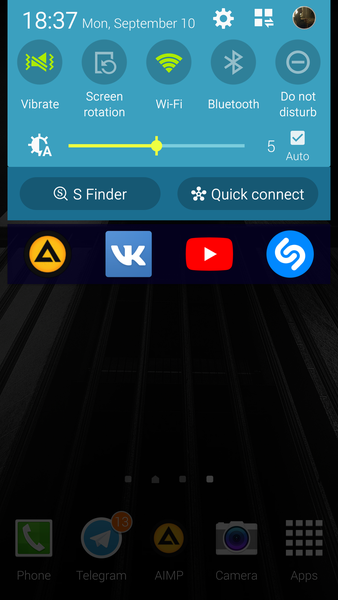 18:37 Mon, September 10
Vibrate
Screen
rotation
Wi-Fi
Bluetooth
Do not
disturb
A
5
Auto
S Finder
Quick connect
13
Phone
Telegram
AIMP
Camera
Apps